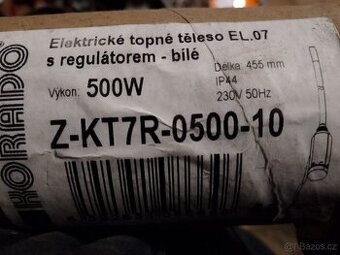 KORADO
Elektrické topné těleso EL.07
s regulátorem - bílé
Délka: 455 mm
Výkon: 500W
IP44
230V 50Hz
Z-KT7R-0500-10
Bazos.cz